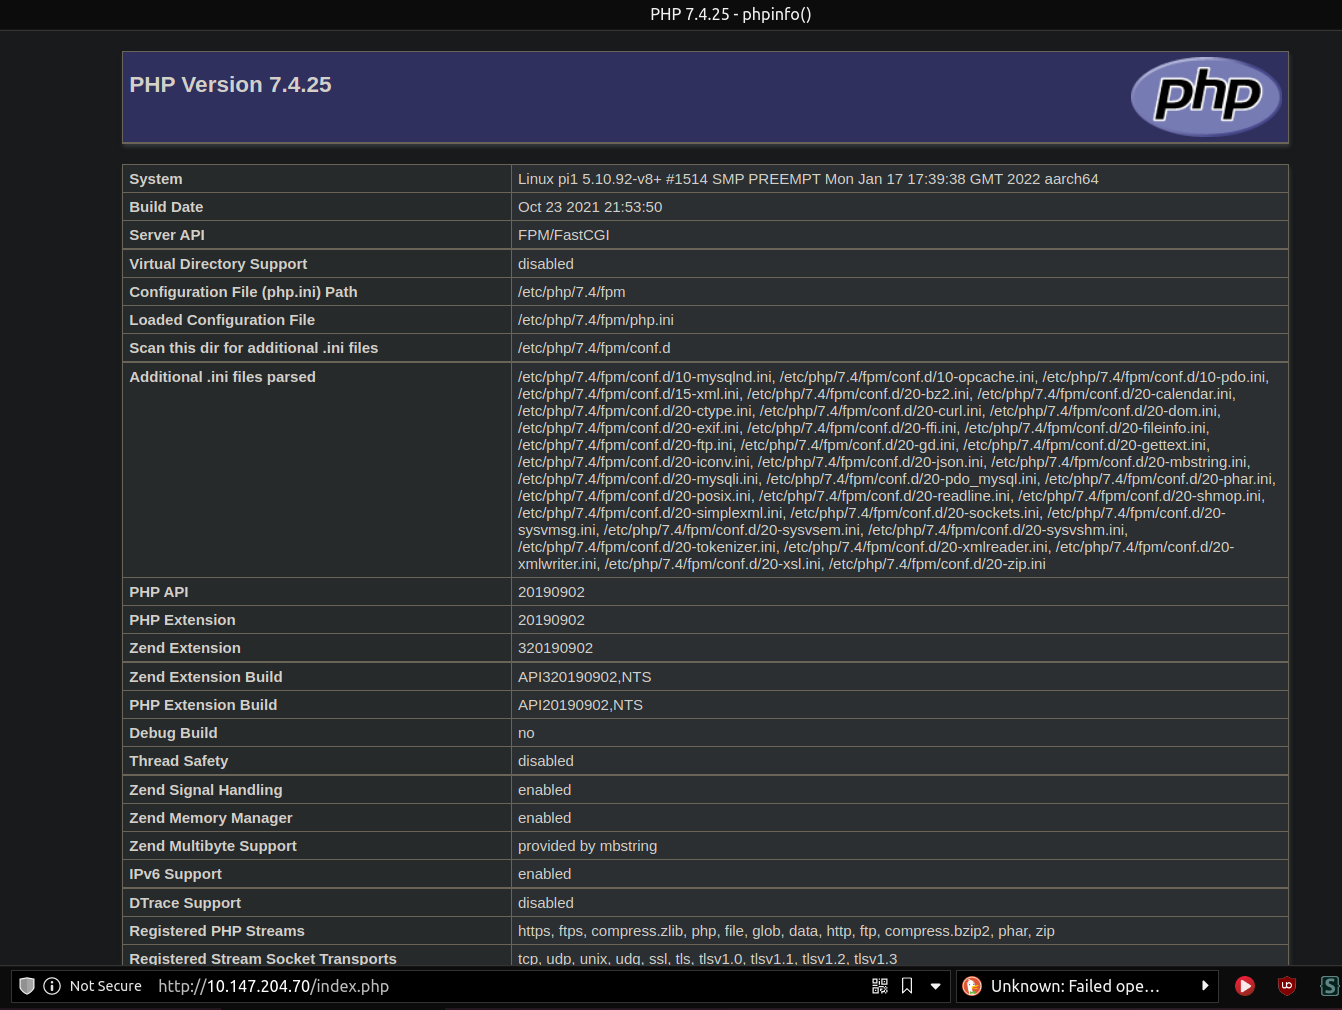 PHP 7.4.25 - phpinfo()
PHP Version 7.4.25
php
System Linux pi1 5.10.92-v8+ #1514 SMP PREEMPT Mon Jan 17 17:39:38 GMT 2022 aarch64
Build Date Oct 23 2021 21:53:50
Server API FPM/FastCGI
Virtual Directory Support disabled
Configuration File (php.ini) Path /etc/php/7.4/fpm
Loaded Configuration File /etc/php/7.4/fpm/php.ini
Scan this dir for additional .ini files /etc/php/7.4/fpm/conf.d
Additional .ini files parsed /etc/php/7.4/fpm/conf.d/10-mysqlnd.ini, /etc/php/7.4/fpm/conf.d/10-opcache.ini, /etc/php/7.4/fpm/conf.d/10-pdo.ini,
/etc/php/7.4/fpm/conf.d/15-xml.ini, /etc/php/7.4/fpm/conf.d/20-bz2.ini, /etc/php/7.4/fpm/conf.d/20-calendar.ini,
/etc/php/7.4/fpm/conf.d/20-ctype.ini, /etc/php/7.4/fpm/conf.d/20-curl.ini, /etc/php/7.4/fpm/conf.d/20-dom.ini,
/etc/php/7.4/fpm/conf.d/20-exif.ini, /etc/php/7.4/fpm/conf.d/20-ffi.ini, /etc/php/7.4/fpm/conf.d/20-fileinfo.ini,
/etc/php/7.4/fpm/conf.d/20-ftp.ini, /etc/php/7.4/fpm/conf.d/20-gd.ini, /etc/php/7.4/fpm/conf.d/20-gettext.ini,
/etc/php/7.4/fpm/conf.d/20-iconv.ini, /etc/php/7.4/fpm/conf.d/20-json.ini, /etc/php/7.4/fpm/conf.d/20-mbstring.ini,
/etc/php/7.4/fpm/conf.d/20-mysqli.ini, /etc/php/7.4/fpm/conf.d/20-pdo_mysql.ini, /etc/php/7.4/fpm/conf.d/20-phar.ini,
/etc/php/7.4/fpm/conf.d/20-posix.ini, /etc/php/7.4/fpm/conf.d/20-readline.ini, /etc/php/7.4/fpm/conf.d/20-shmop.ini,
/etc/php/7.4/fpm/conf.d/20-simplexml.ini, /etc/php/7.4/fpm/conf.d/20-sockets.ini, /etc/php/7.4/fpm/conf.d/20-
sysvmsg.ini, /etc/php/7.4/fpm/conf.d/20-sysvsem.ini, /etc/php/7.4/fpm/conf.d/20-sysvshm.ini,
/etc/php/7.4/fpm/conf.d/20-tokenizer.ini, /etc/php/7.4/fpm/conf.d/20-xmlreader.ini, /etc/php/7.4/fpm/conf.d/20-
xmlwriter.ini, /etc/php/7.4/fpm/conf.d/20-xsl.ini, /etc/php/7.4/fpm/conf.d/20-zip.ini
PHP API 20190902
PHP Extension 20190902
Zend Extension 320190902
Zend Extension Build API320190902,NTS
PHP Extension Build API20190902,NTS
Debug Build no
Thread Safety disabled
Zend Signal Handling enabled
Zend Memory Manager enabled
Zend Multibyte Support provided by mbstring
IPv6 Support enabled
DTrace Support disabled
Registered PHP Streams https, ftps, compress.zlib, php, file, glob, data, http, ftp, compress.bzip2, phar, zip
Registered Stream Socket Transports tcp, udp, unix, udg, ssl, tls, tlsv1.0, tlsv1.1, tlsv1.2, tlsv1.3
Not Secure http://10.147.204.70/index.php Unknown: Failed ope… S